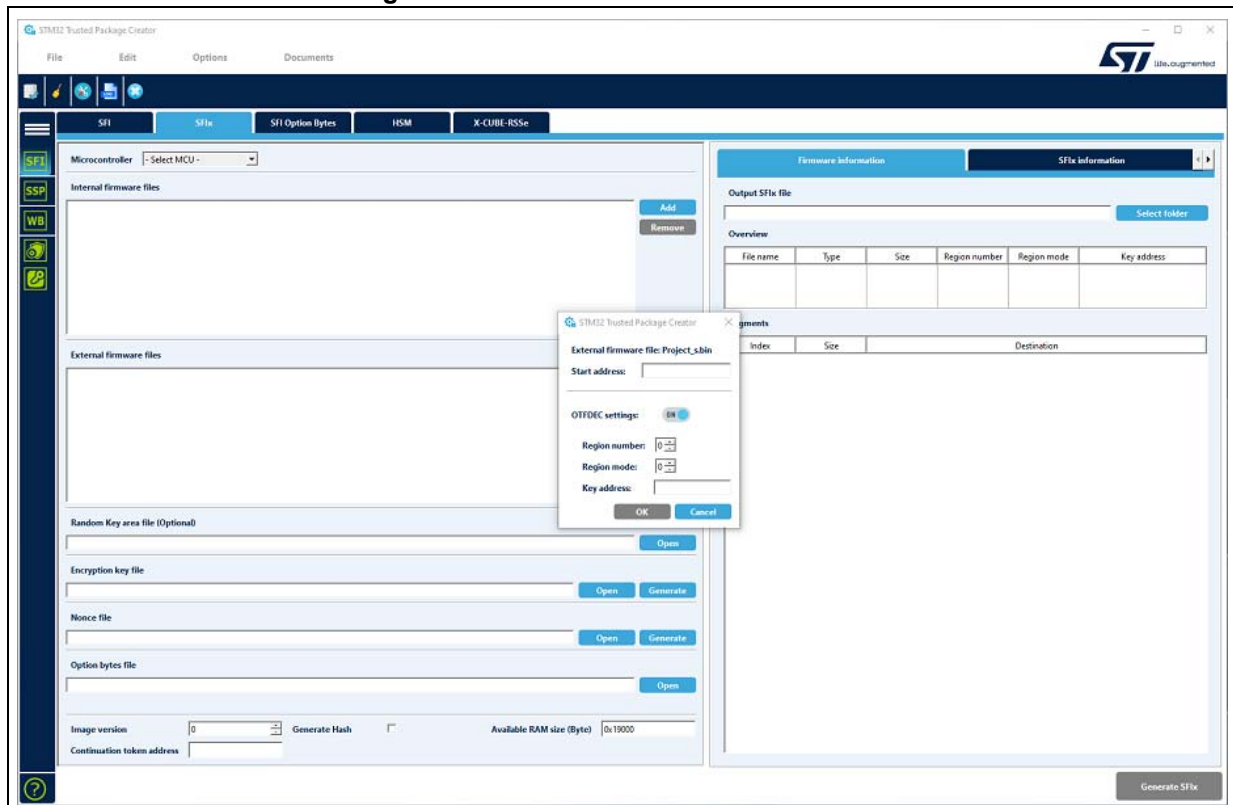 STM32 Trusted Package Creator
File Edit Options Documents
ST life.augmented
SFI SFIx SFI Option Bytes HSM X-CUBE-RSSe
SFI
SSP
WB
Microcontroller - Select MCU -
Internal firmware files
Add
Remove
External firmware files
Random Key area file (Optional)
Open
Encryption key file
Open Generate
Nonce file
Open Generate
Option bytes file
Open
Image version 0 Generate Hash Available RAM size (Byte) 0x19000
Continuation token address
Firmware information SFIx information
Output SFIx file
Select folder
Overview
File name Type Size Region number Region mode Key address
gments
Index Size Destination
STM32 Trusted Package Creator
External firmware file: Project_s.bin
Start address:
OTFDEC settings: ON
Region number: 0
Region mode: 0
Key address:
OK Cancel
?
Generate SFIx